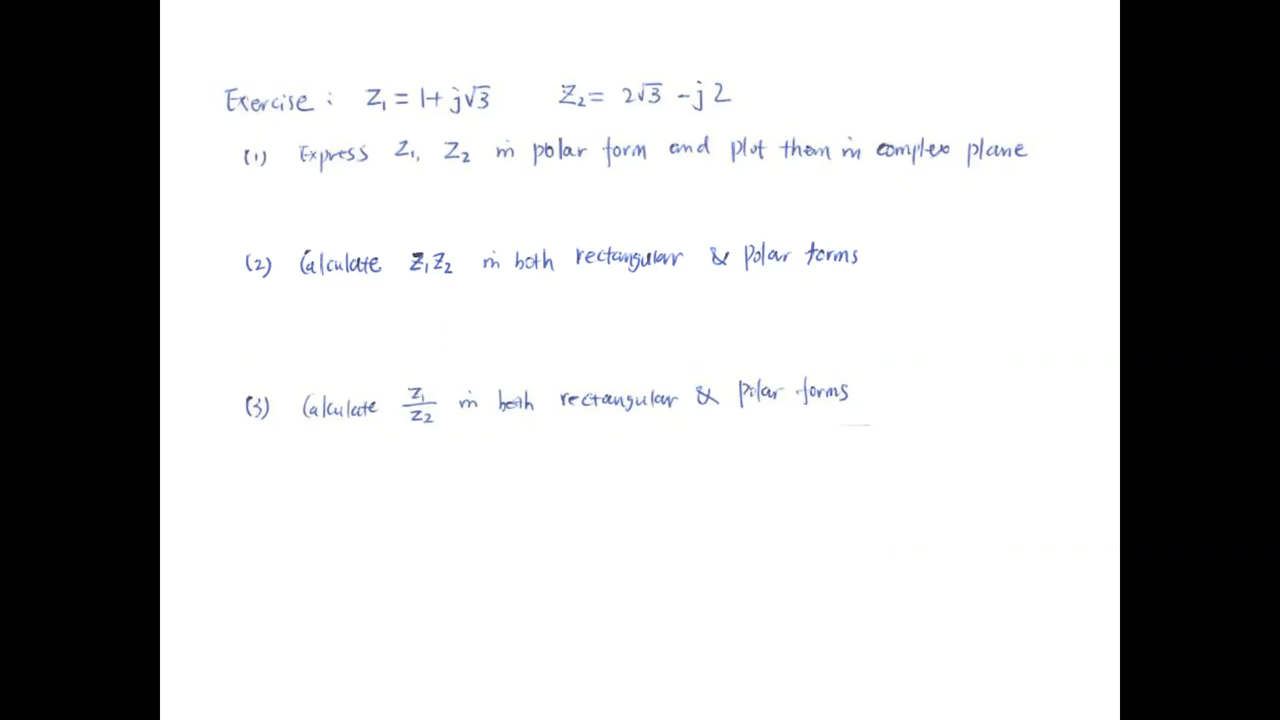 Exercise : Z₁ = 1+ j√3 Z₂ = 2√3 - j 2
(1) Express Z₁, Z₂ in polar form and plot them in complex plane
(2) Calculate Z₁Z₂ in both rectangular & polar forms
(3) Calculate Z₁/Z₂ in both rectangular & polar forms